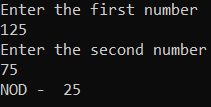 Enter the first number
125
Enter the second number
75
NOD -  25